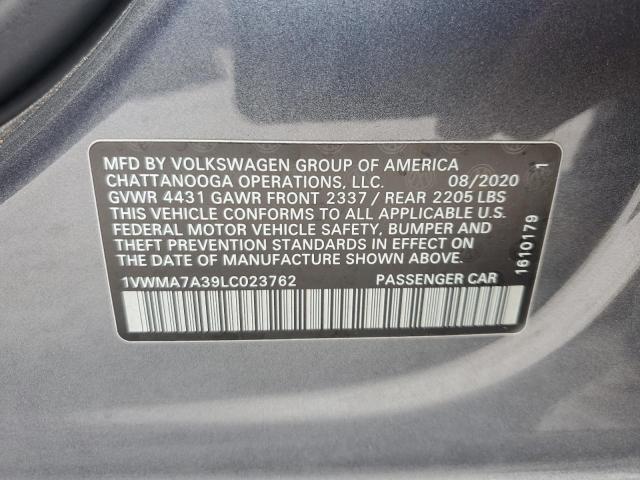 MFD BY VOLKSWAGEN GROUP OF AMERICA
CHATTANOOGA OPERATIONS, LLC. 08/2020
GVWR 4431 GAWR FRONT 2337 / REAR 2205 LBS
THIS VEHICLE CONFORMS TO ALL APPLICABLE U.S.
FEDERAL MOTOR VEHICLE SAFETY, BUMPER AND
THEFT PREVENTION STANDARDS IN EFFECT ON
THE DATE OF MANUFACTURE SHOWN ABOVE.
1VWMA7A39LC023762 PASSENGER CAR
1610179 1